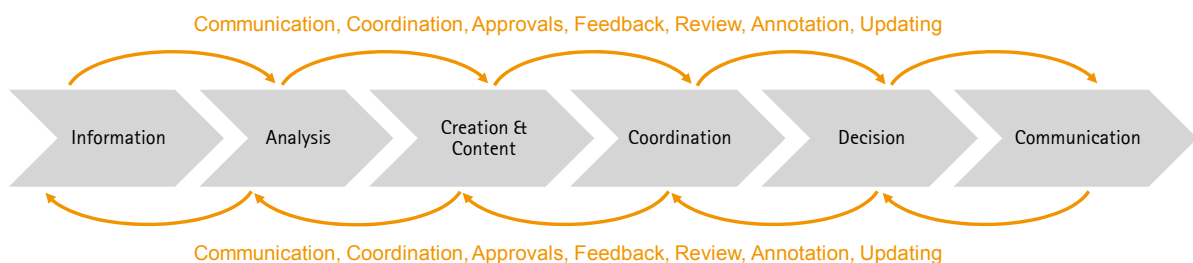 Communication, Coordination, Approvals, Feedback, Review, Annotation, Updating
Information
Analysis
Creation &
Content
Coordination
Decision
Communication
Communication, Coordination, Approvals, Feedback, Review, Annotation, Updating